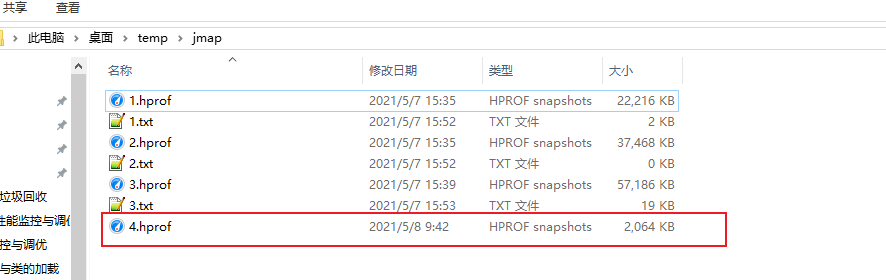 共享 查看
此电脑 桌面 temp jmap
名称 修改日期 类型 大小
1.hprof 2021/5/7 15:35 HPROF snapshots 22,216 KB
1.txt 2021/5/7 15:52 TXT 文件 2 KB
2.hprof 2021/5/7 15:35 HPROF snapshots 37,468 KB
2.txt 2021/5/7 15:52 TXT 文件 0 KB
3.hprof 2021/5/7 15:39 HPROF snapshots 57,186 KB
垃圾回收
3.txt 2021/5/7 15:53 TXT 文件 19 KB
性能监控与调优
4.hprof 2021/5/8 9:42 HPROF snapshots 2,064 KB
控与调优
与类的加载